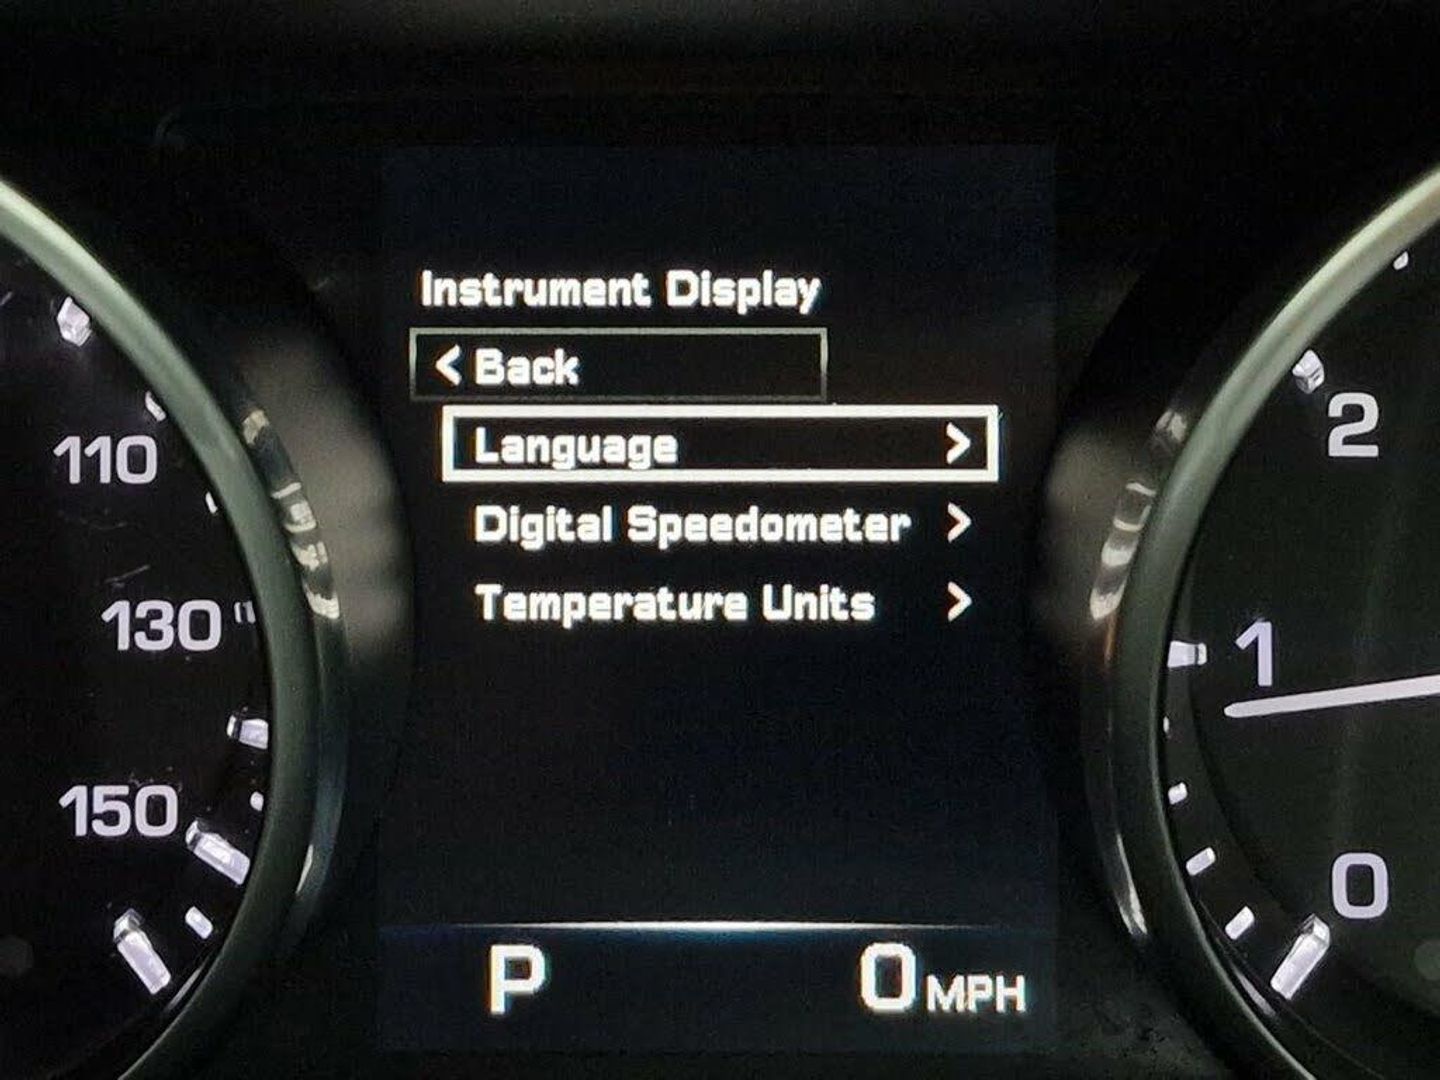 Instrument Display
< Back
Language >
Digital Speedometer >
Temperature Units >
110
130
150
2
1
0
P 0 MPH